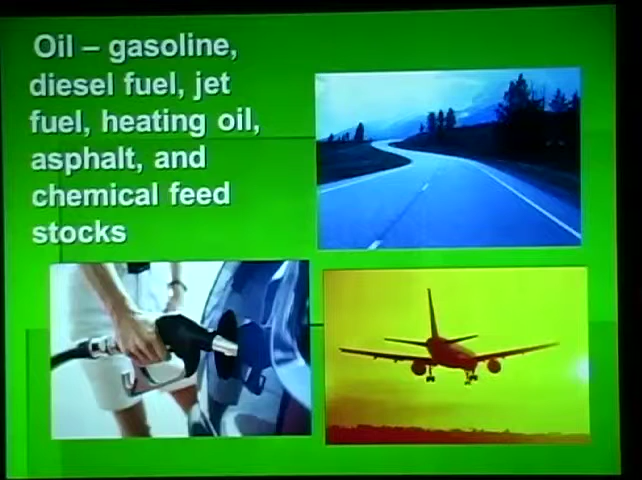 Oil – gasoline,
diesel fuel, jet
fuel, heating oil,
asphalt, and
chemical feed
stocks